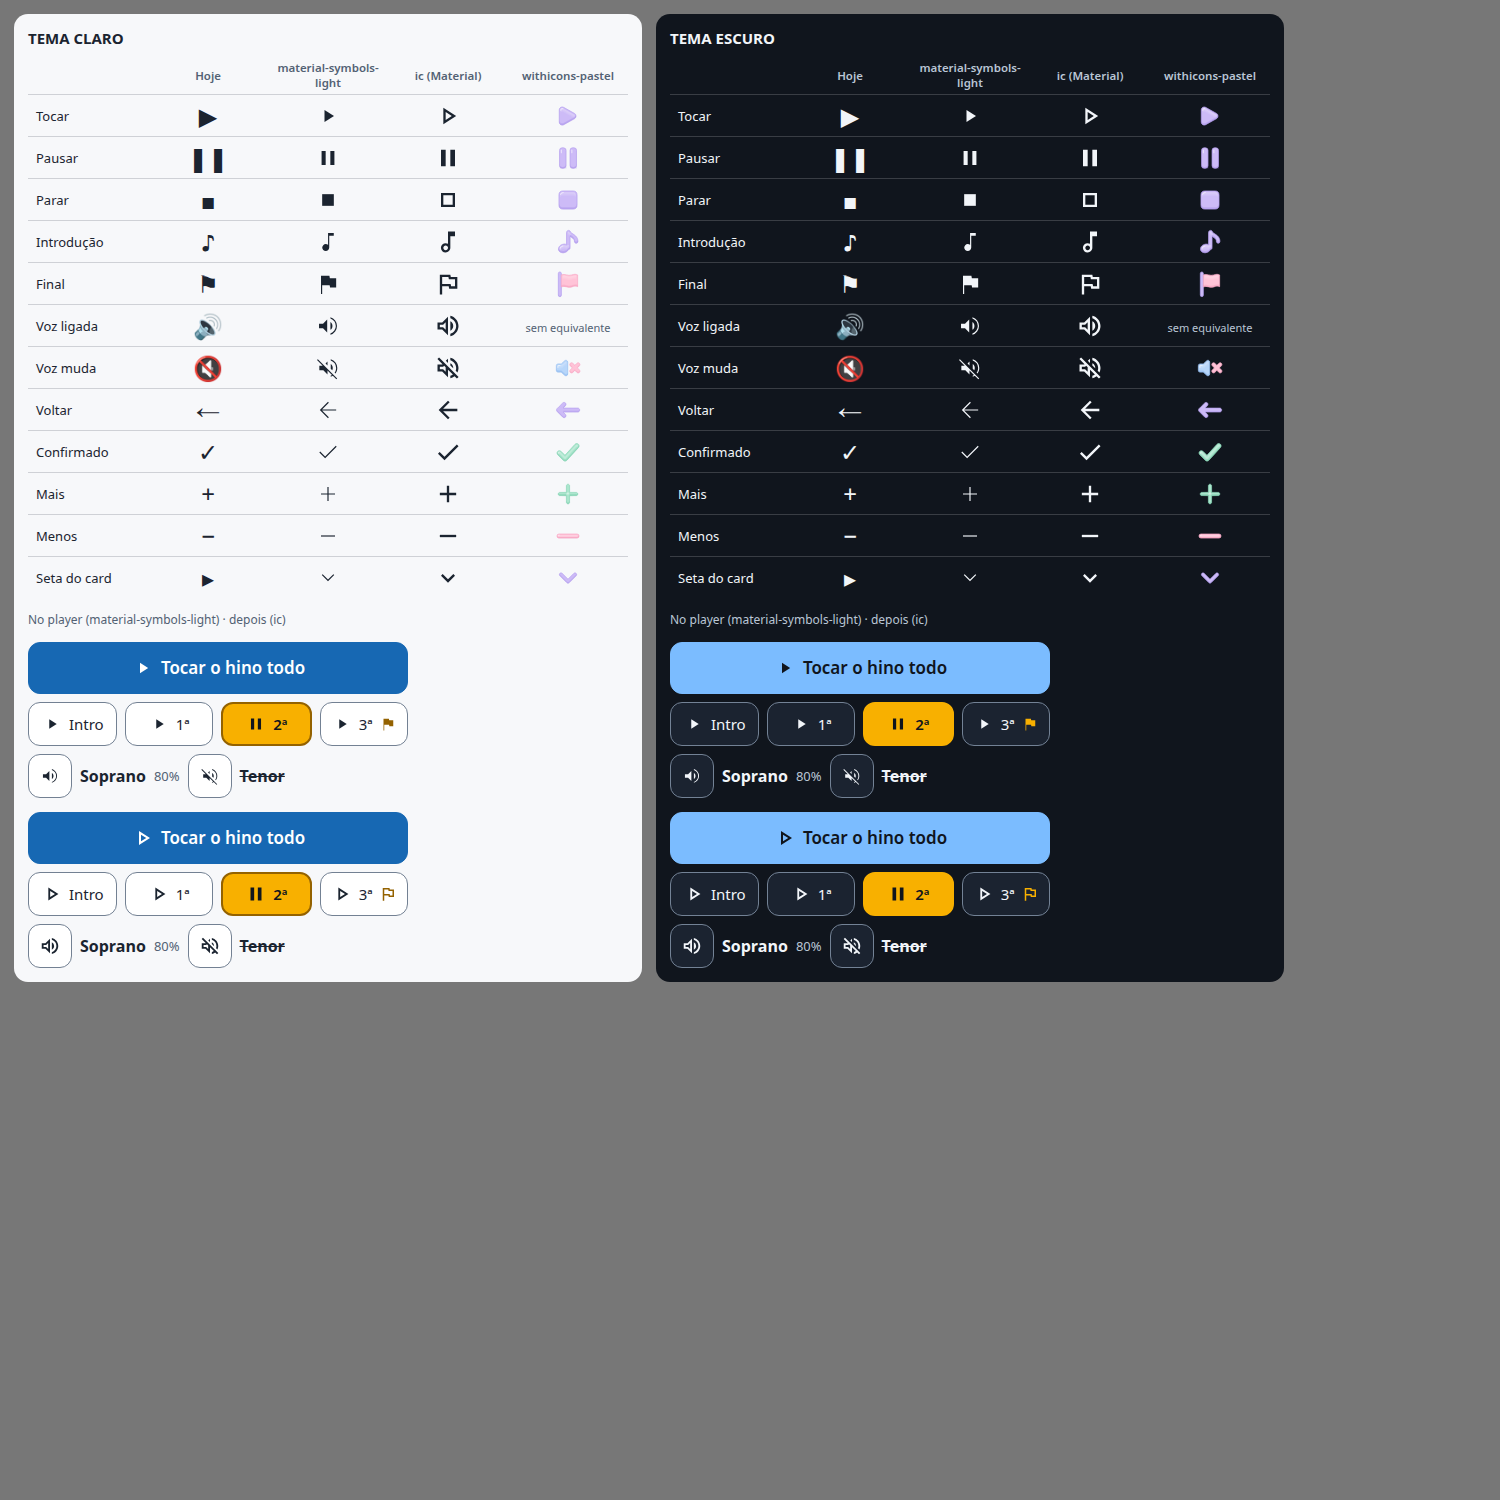 TEMA CLARO
Hoje
material-symbols-
light
ic (Material)
withicons-pastel
Tocar
Pausar
Parar
Introdução
Final
Voz ligada
sem equivalente
Voz muda
Voltar
Confirmado
Mais
Menos
Seta do card
No player (material-symbols-light) · depois (ic)
Tocar o hino todo
Intro 1ª 2ª 3ª
Soprano 80% Tenor
Tocar o hino todo
Intro 1ª 2ª 3ª
Soprano 80% Tenor
TEMA ESCURO
Hoje
material-symbols-
light
ic (Material)
withicons-pastel
Tocar
Pausar
Parar
Introdução
Final
Voz ligada
sem equivalente
Voz muda
Voltar
Confirmado
Mais
Menos
Seta do card
No player (material-symbols-light) · depois (ic)
Tocar o hino todo
Intro 1ª 2ª 3ª
Soprano 80% Tenor
Tocar o hino todo
Intro 1ª 2ª 3ª
Soprano 80% Tenor